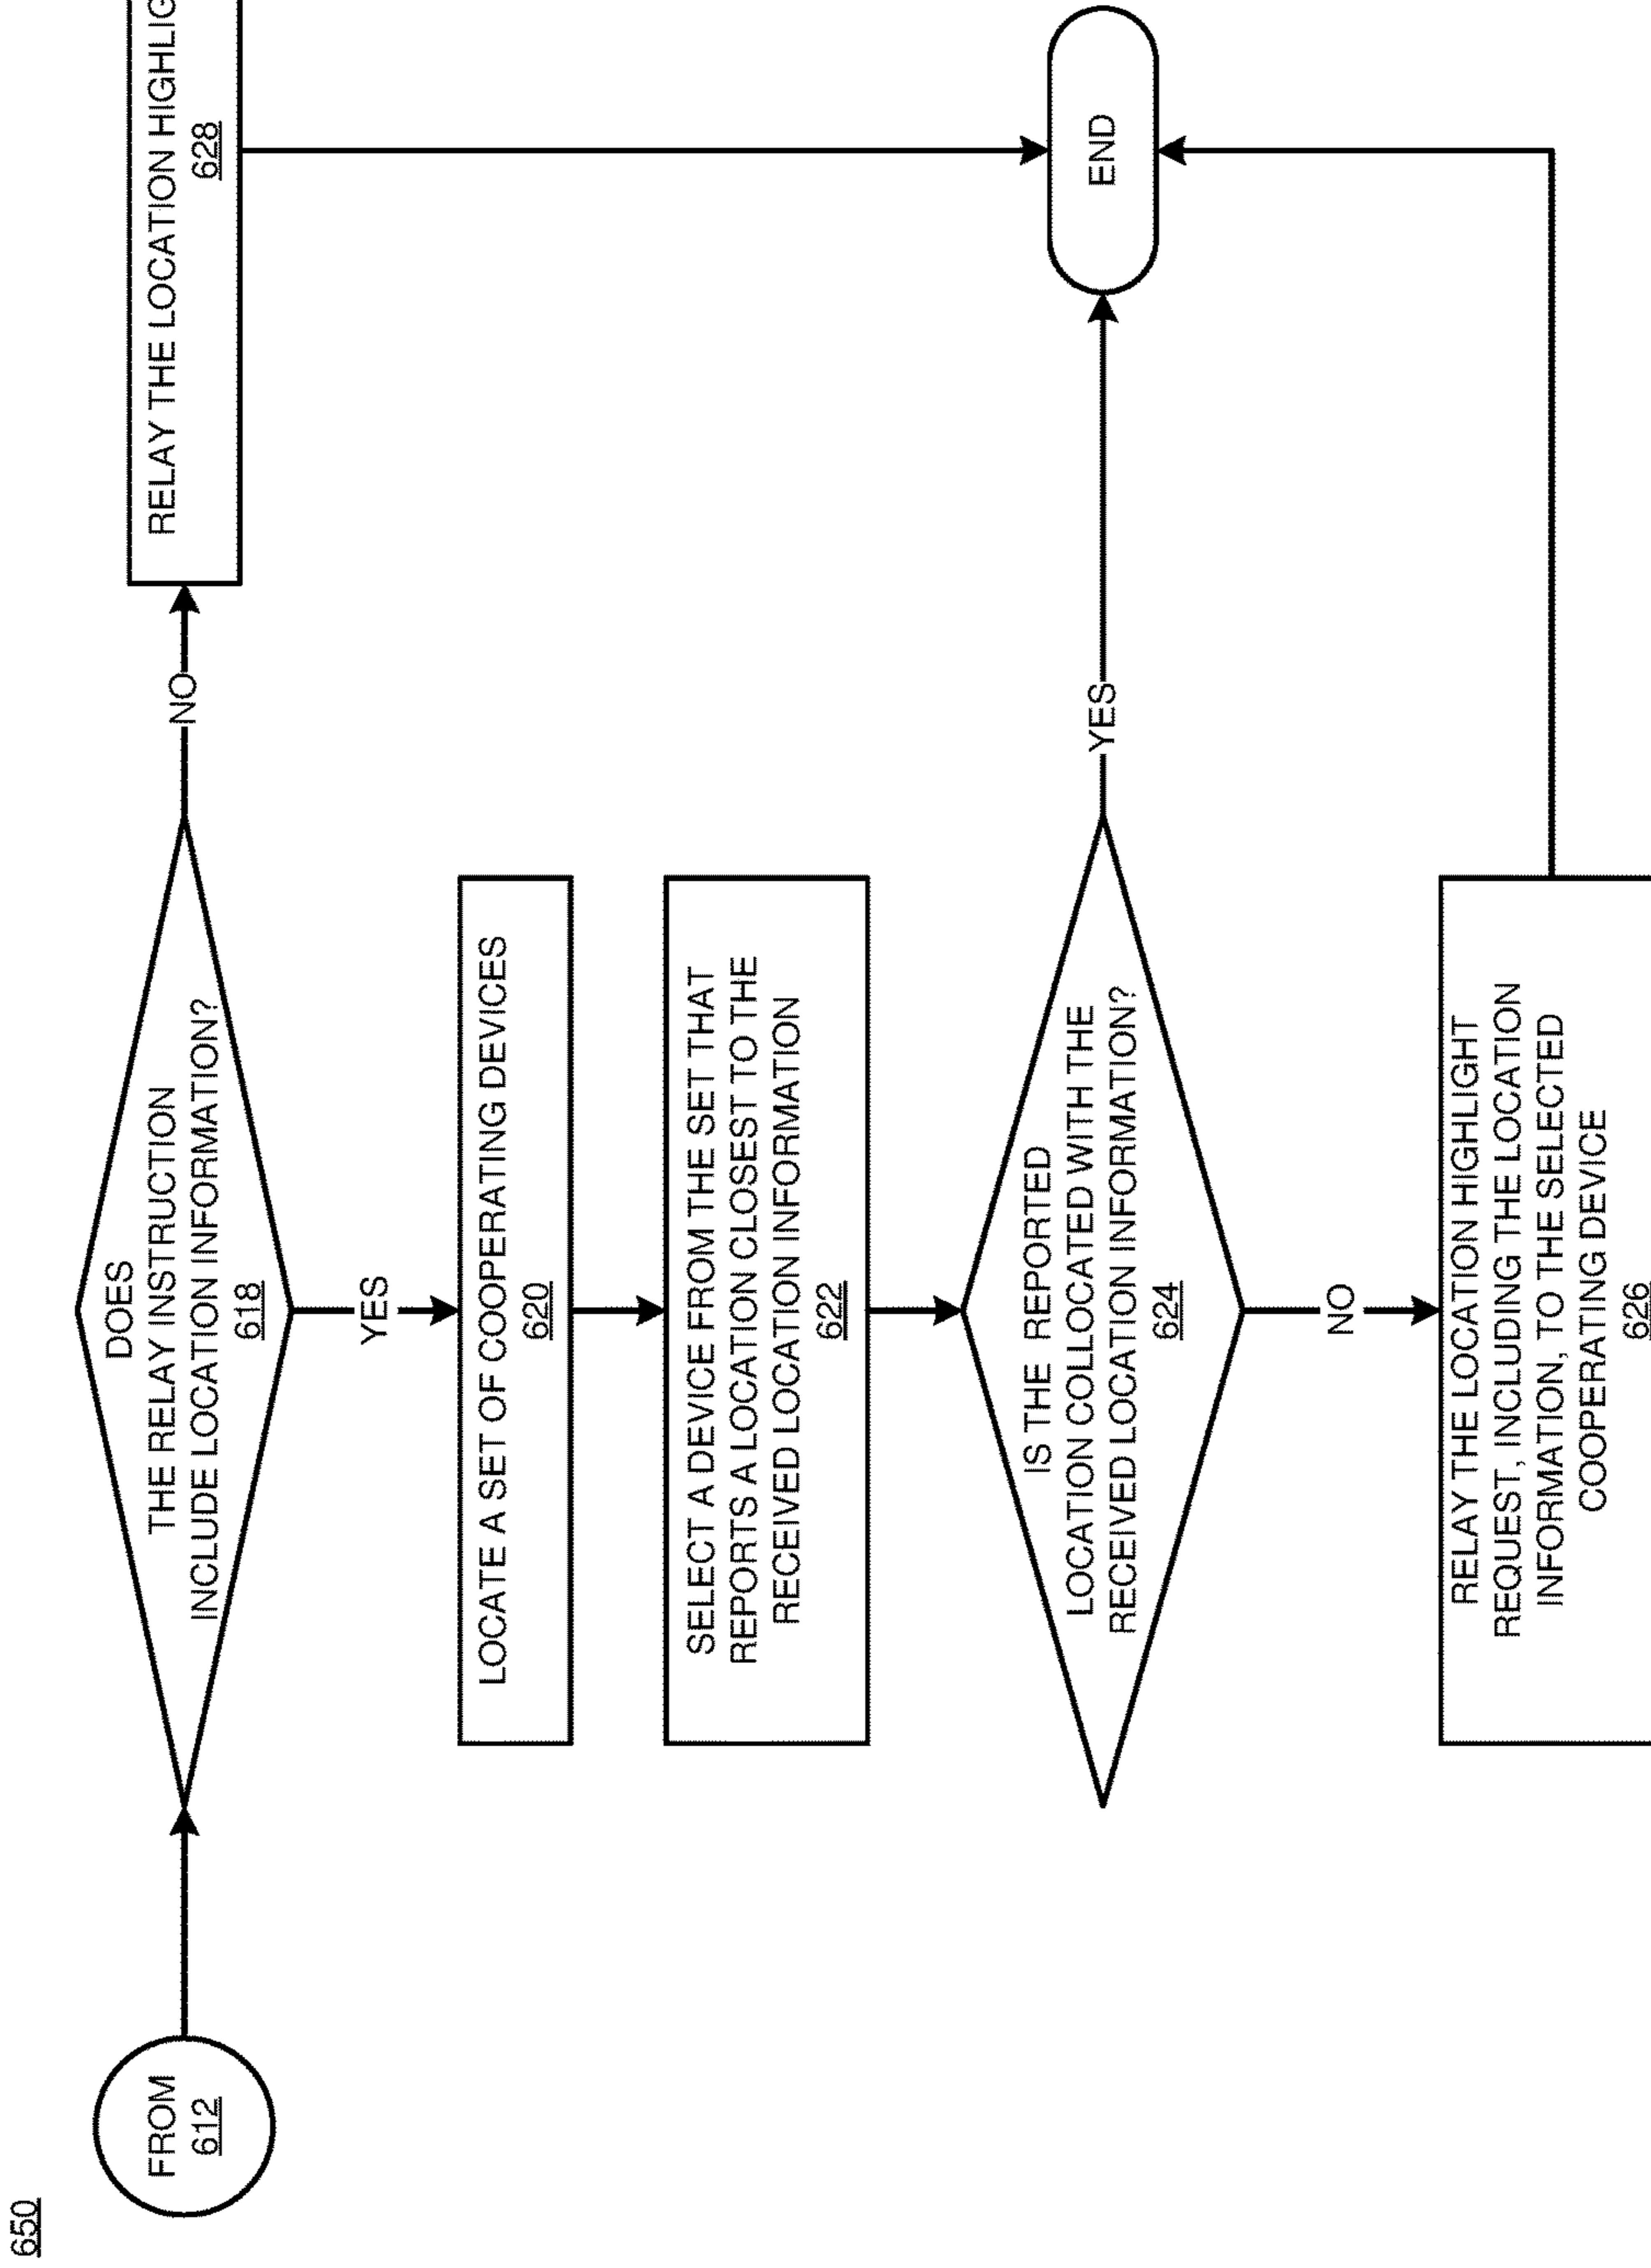 650
FROM
612
DOES
THE RELAY INSTRUCTION
INCLUDE LOCATION INFORMATION?
618
NO
RELAY THE LOCATION
628
YES
LOCATE A SET OF COOPERATING DEVICES
620
SELECT A DEVICE FROM THE SET THAT
REPORTS A LOCATION CLOSEST TO THE
RECEIVED LOCATION INFORMATION
622
IS THE REPORTED
LOCATION COLLOCATED WITH THE
RECEIVED LOCATION INFORMATION?
624
YES
END
NO
RELAY THE LOCATION HIGHLIGHT
REQUEST, INCLUDING THE LOCATION
INFORMATION, TO THE SELECTED
COOPERATING DEVICE
626